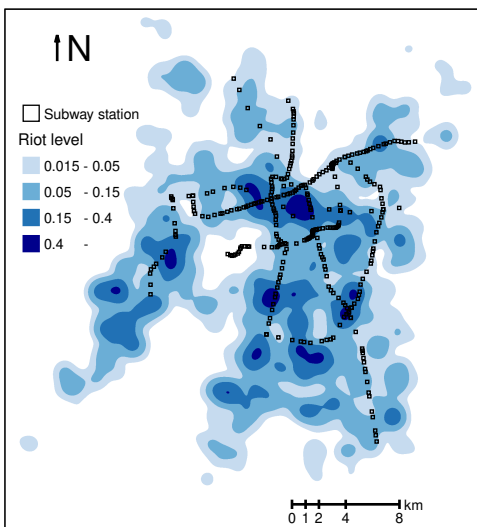 N
Subway station
Riot level
0.015 - 0.05
0.05 - 0.15
0.15 - 0.4
0.4 -
km
0 1 2 4 8